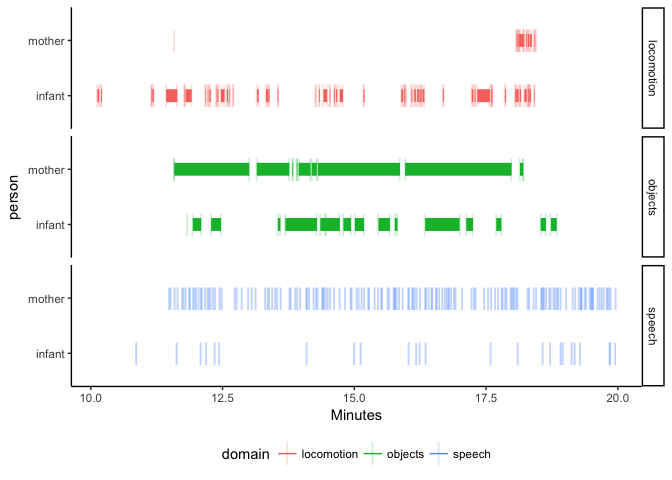 mother
infant
locomotion
mother
infant
objects
mother
infant
speech
person
10.0 12.5 15.0 17.5 20.0
Minutes
domain locomotion objects speech